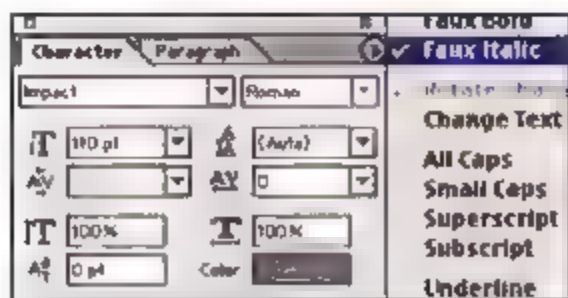 Faux Bold
Character Paragraph
Faux Italic
Impact Roman
110 pt (Auto)
Change Text
All Caps
0
Small Caps
100% 100%
Superscript
Subscript
0 pt Color
Underline